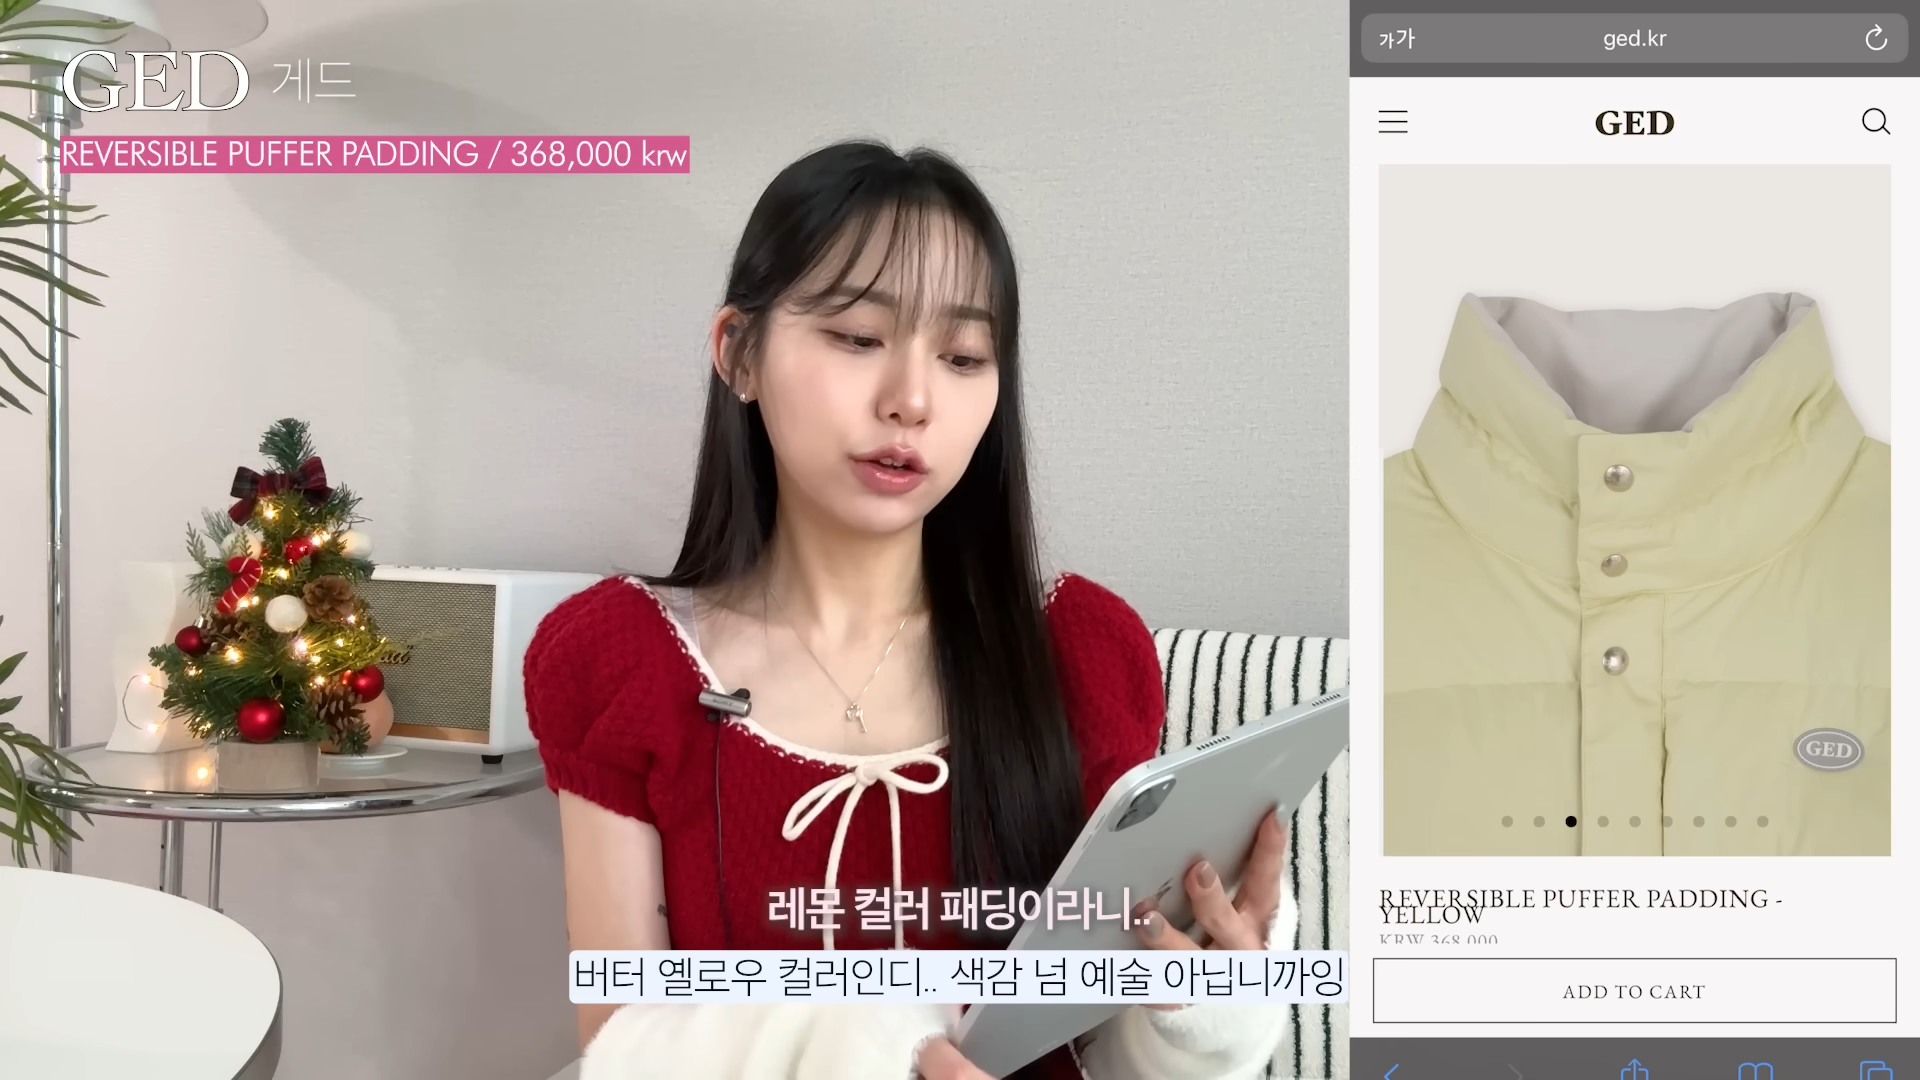 GED 게드
REVERSIBLE PUFFER PADDING / 368,000 krw
레몬 컬러 패딩이라니..
버터 옐로우 컬러인디.. 색감 넘 예술 아닙니까잉
가가
ged.kr
GED
GED
REVERSIBLE PUFFER PADDING -
YELLOW
KRW 368,000
ADD TO CART